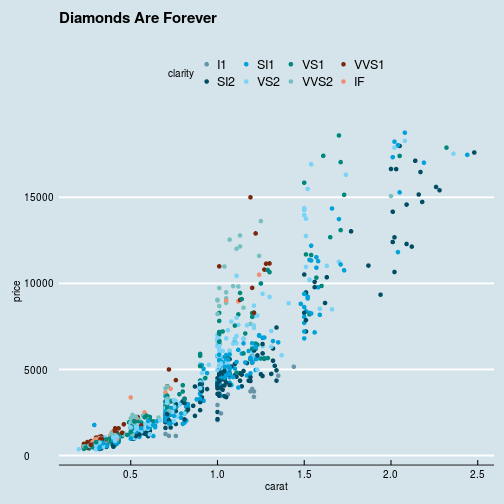 Diamonds Are Forever
clarity
I1 SI1 VS1 VVS1
SI2 VS2 VVS2 IF
price
15000
10000
5000
0
0.5 1.0 1.5 2.0 2.5
carat